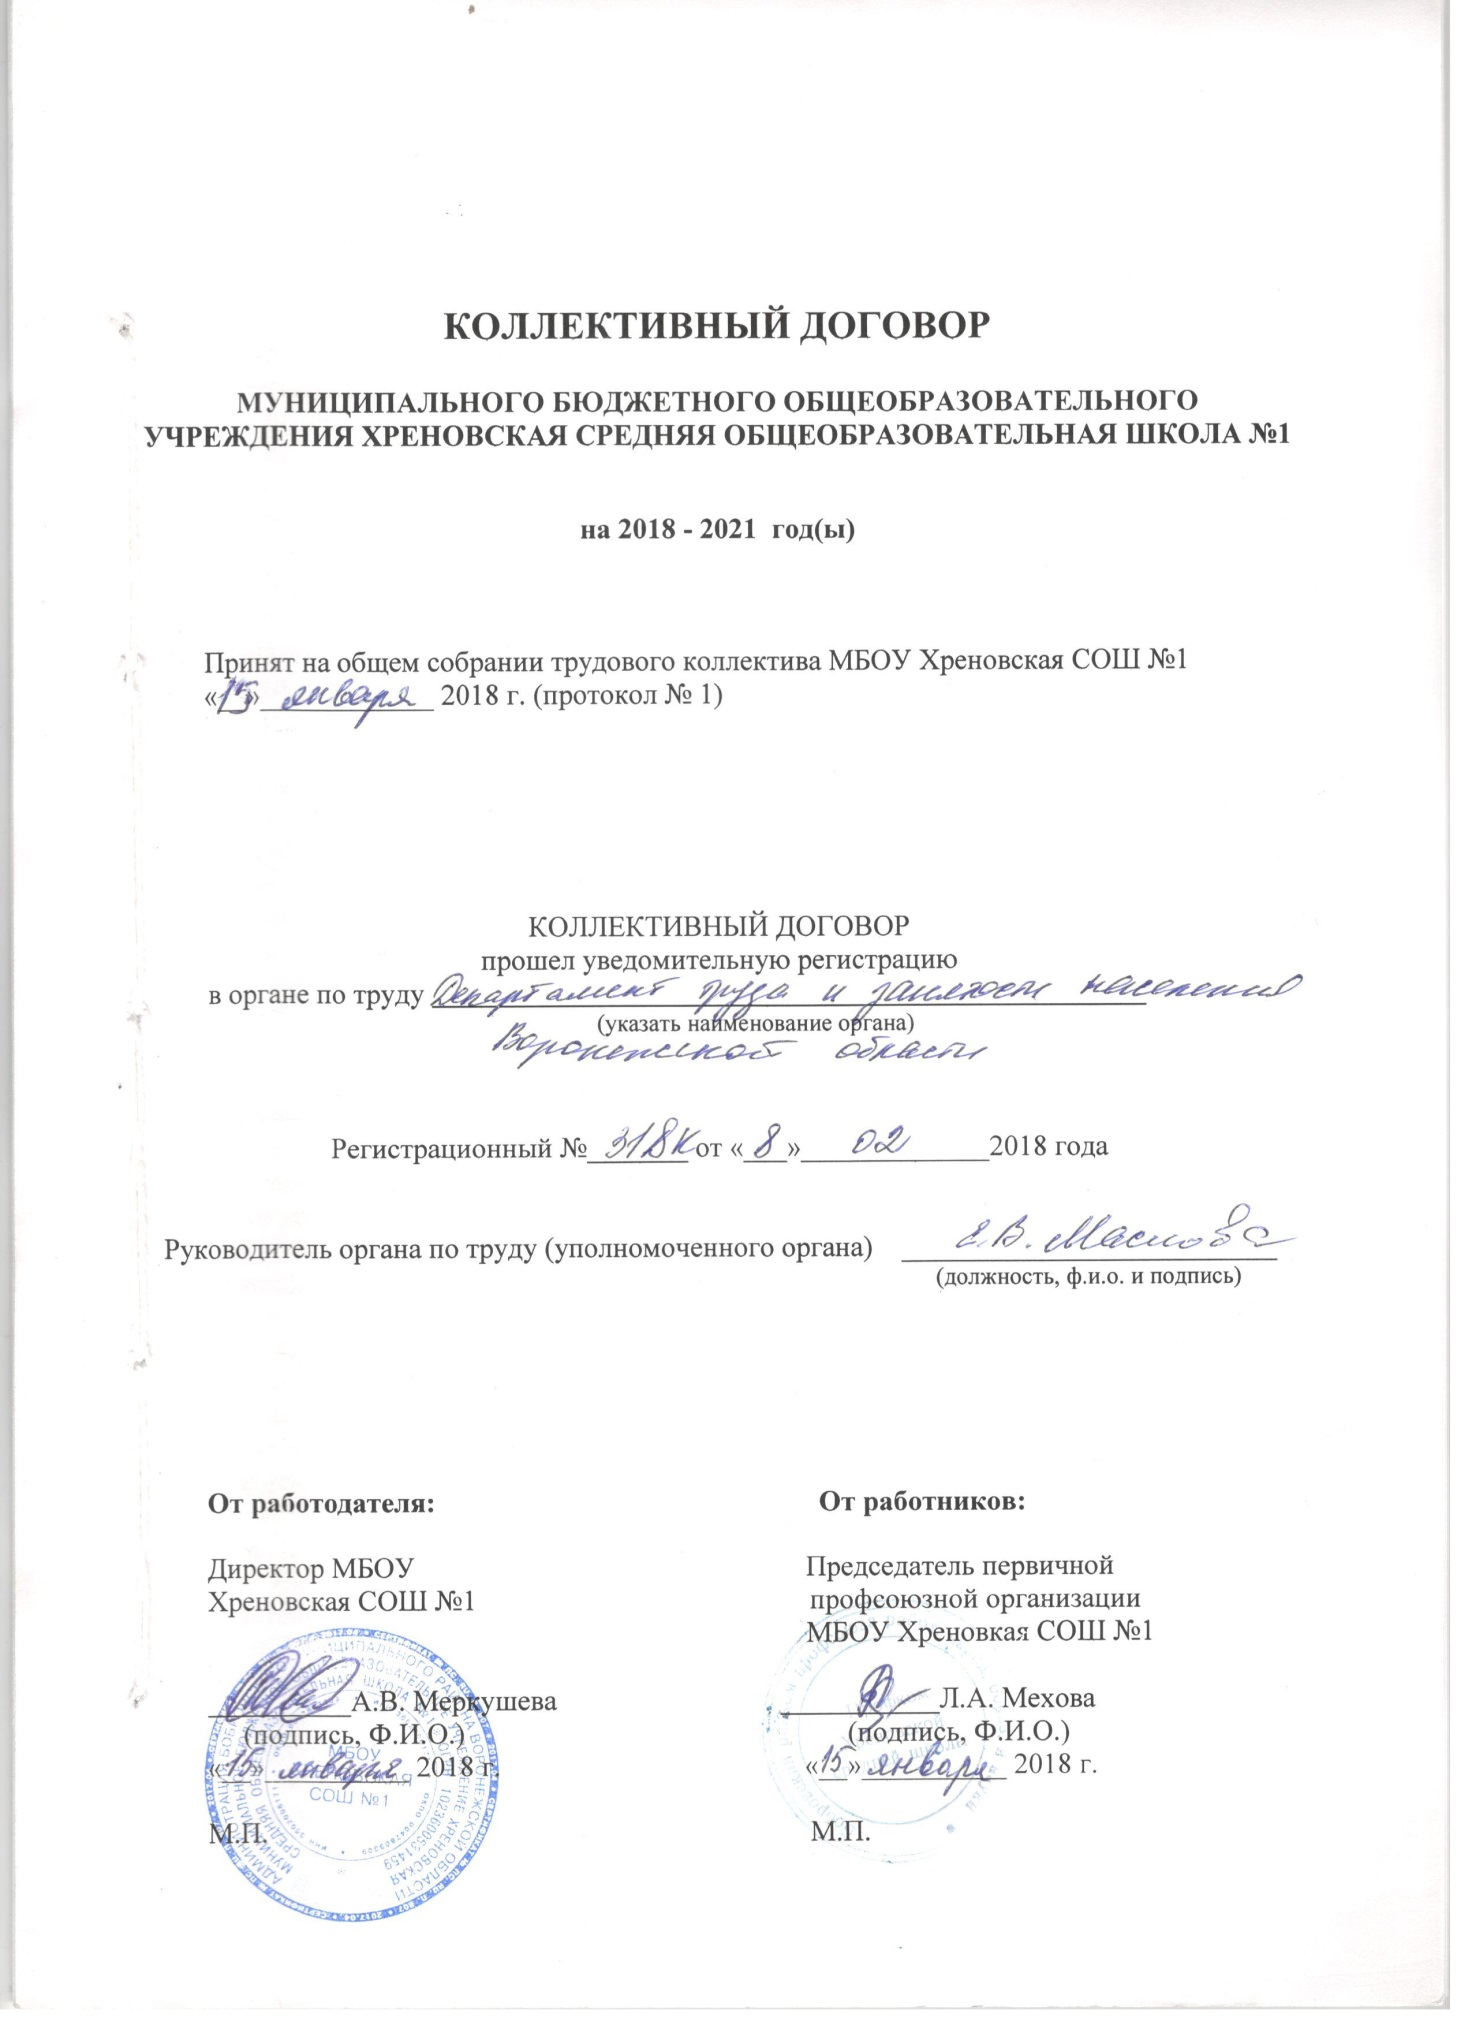 КОЛЛЕКТИВНЫЙ ДОГОВОР
МУНИЦИПАЛЬНОГО БЮДЖЕТНОГО ОБЩЕОБРАЗОВАТЕЛЬНОГО
УЧРЕЖДЕНИЯ ХРЕНОВСКАЯ СРЕДНЯЯ ОБЩЕОБРАЗОВАТЕЛЬНАЯ ШКОЛА №1
на 2018 - 2021 год(ы)
Принят на общем собрании трудового коллектива МБОУ Хреновская СОШ №1
«15» января 2018 г. (протокол № 1)
КОЛЛЕКТИВНЫЙ ДОГОВОР
прошел уведомительную регистрацию
в органе по труду Департамент труда и занятости населения
(указать наименование органа)
Воронежской области
Регистрационный № 318К от «8» 02 2018 года
Руководитель органа по труду (уполномоченного органа) Е.В. Маслова
(должность, ф.и.о. и подпись)
От работодателя:
Директор МБОУ
Хреновская СОШ №1
А.В. Меркушева
(подпись, Ф.И.О.)
«15» января 2018 г.
М.П.
МБОУ
СОШ №1
От работников:
Председатель первичной
профсоюзной организации
МБОУ Хреновкая СОШ №1
Л.А. Мехова
(подпись, Ф.И.О.)
«15» января 2018 г.
М.П.